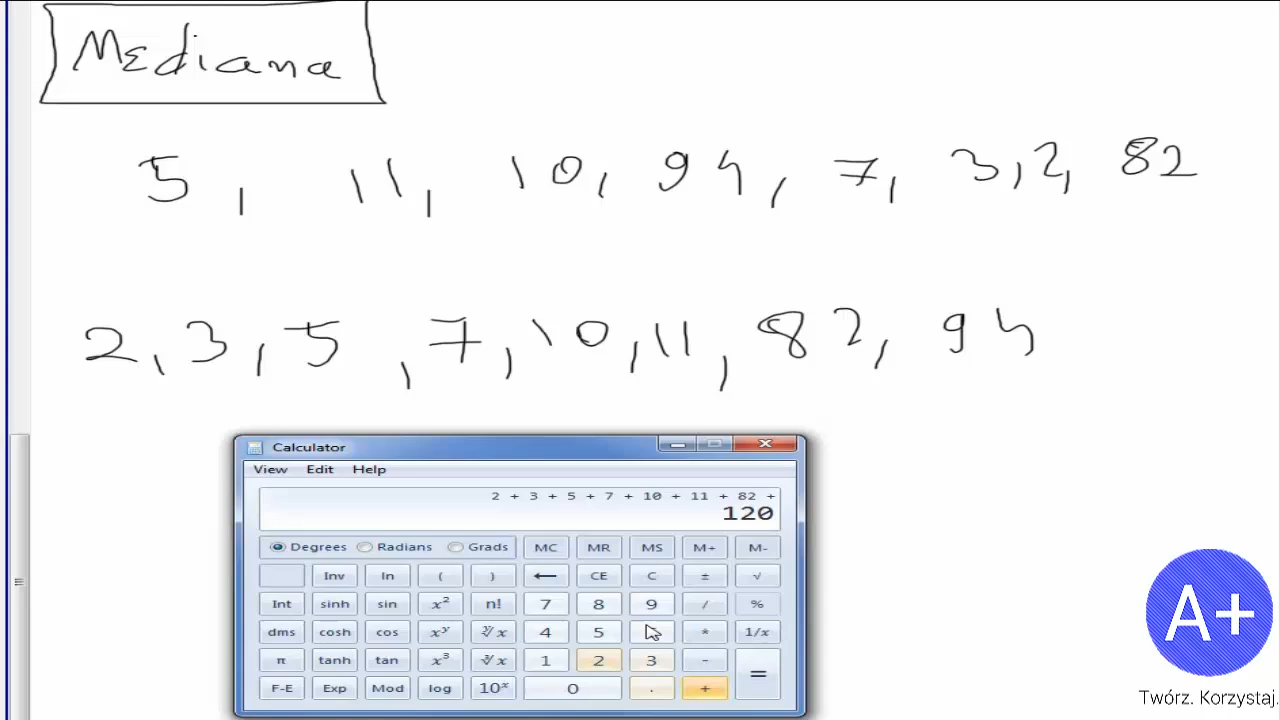 Mediana
5, 11, 10, 94, 7, 3, 2, 82
2, 3, 5, 7, 10, 11, 82, 94
Calculator
View Edit Help
2 + 3 + 5 + 7 + 10 + 11 + 82 +
120
Degrees Radians Grads MC MR MS M+ M-
Inv ln ( ) ← CE C ± √
Int sinh sin x² n! 7 8 9 / %
dms cosh cos xʸ ʸ√x 4 5 * 1/x
π tanh tan x³ ³√x 1 2 3 - =
F-E Exp Mod log 10ˣ 0 . +
A+
Twórz. Korzystaj.